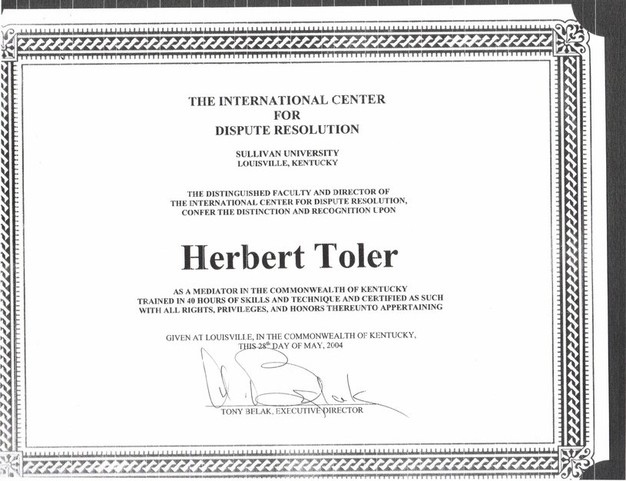 THE INTERNATIONAL CENTER
FOR
DISPUTE RESOLUTION
SULLIVAN UNIVERSITY
LOUISVILLE, KENTUCKY
THE DISTINGUISHED FACULTY AND DIRECTOR OF
THE INTERNATIONAL CENTER FOR DISPUTE RESOLUTION,
CONFER THE DISTINCTION AND RECOGNITION UPON
Herbert Toler
AS A MEDIATOR IN THE COMMONWEALTH OF KENTUCKY
TRAINED IN 40 HOURS OF SKILLS AND TECHNIQUE AND CERTIFIED AS SUCH
WITH ALL RIGHTS, PRIVILEGES, AND HONORS THEREUNTO APPERTAINING
GIVEN AT LOUISVILLE, IN THE COMMONWEALTH OF KENTUCKY,
THIS 28th DAY OF MAY, 2004
TONY BELAK, EXECUTIVE DIRECTOR